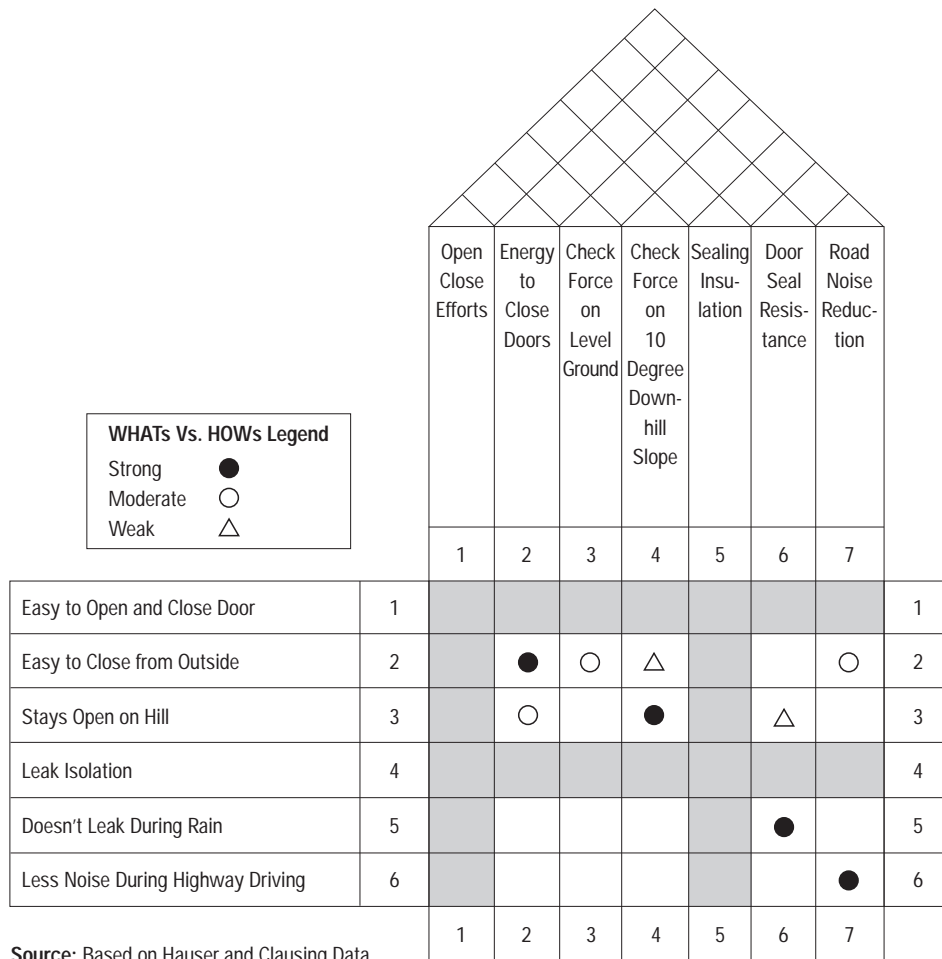 Open
Close
Efforts
Energy
to
Close
Doors
Check
Force
on
Level
Ground
Check
Force
on
10
Degree
Down-
hill
Slope
Sealing
Insu-
lation
Door
Seal
Resis-
tance
Road
Noise
Reduc-
tion
WHATs Vs. HOWs Legend
Strong
Moderate
Weak
1 2 3 4 5 6 7
Easy to Open and Close Door 1 1
Easy to Close from Outside 2 2
Stays Open on Hill 3 3
Leak Isolation 4 4
Doesn't Leak During Rain 5 5
Less Noise During Highway Driving 6 6
1 2 3 4 5 6 7
Source: Based on Hauser and Clausing Data